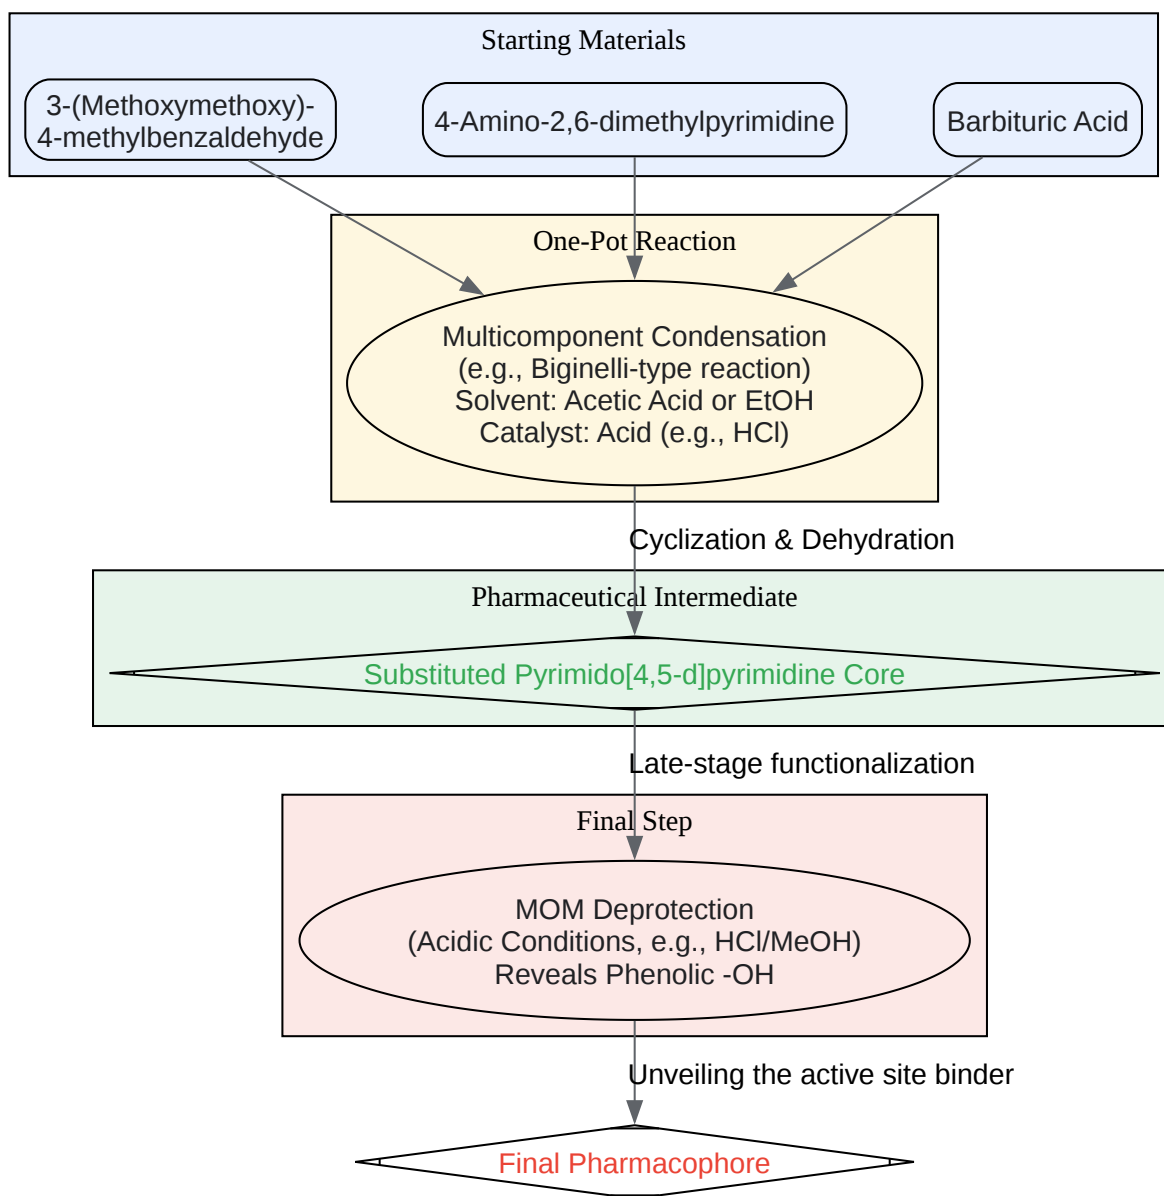 Starting Materials
3-(Methoxymethoxy)-
4-methylbenzaldehyde
4-Amino-2,6-dimethylpyrimidine
Barbituric Acid
One-Pot Reaction
Multicomponent Condensation
(e.g., Biginelli-type reaction)
Solvent: Acetic Acid or EtOH
Catalyst: Acid (e.g., HCl)
Cyclization & Dehydration
Pharmaceutical Intermediate
Substituted Pyrimido[4,5-d]pyrimidine Core
Late-stage functionalization
Final Step
MOM Deprotection
(Acidic Conditions, e.g., HCl/MeOH)
Reveals Phenolic -OH
Unveiling the active site binder
Final Pharmacophore